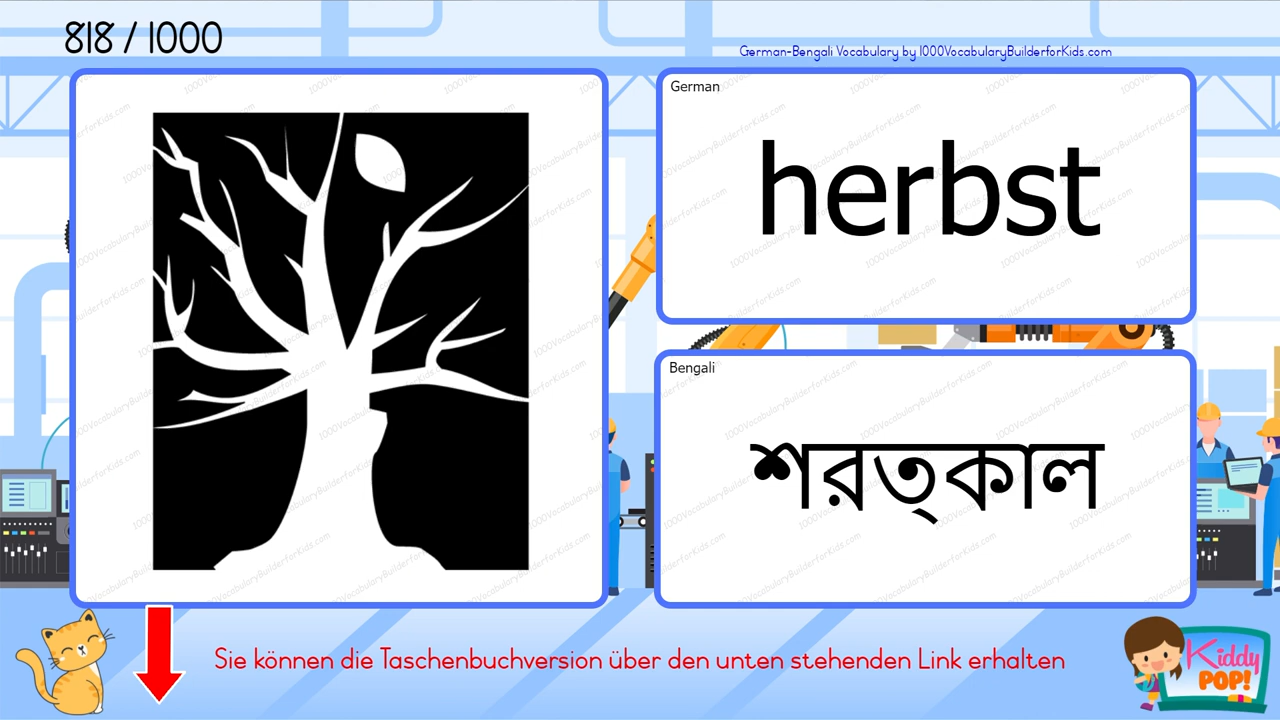 818 / 1000
German-Bengali Vocabulary by 1000VocabularyBuilderforKids.com
German
herbst
Bengali
শরত্কাল
Sie können die Taschenbuchversion über den unten stehenden Link erhalten
Kiddy
POP!